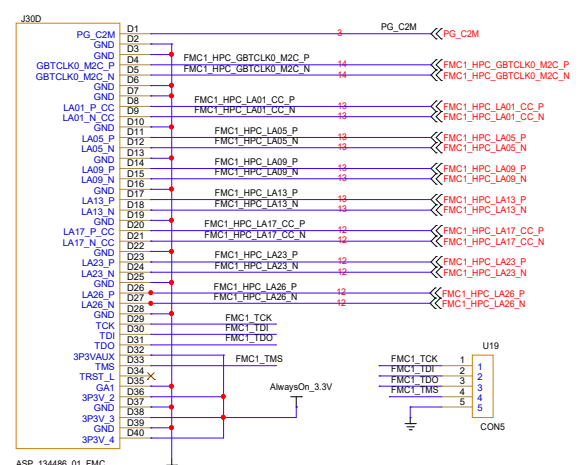 J30D
PG_C2M D1 PG_C2M 3 PG_C2M
GND D2
GND D3
GBTCLK0_M2C_P D4 FMC1_HPC_GBTCLK0_M2C_P 14 FMC1_HPC_GBTCLK0_M2C_P
GBTCLK0_M2C_N D5 FMC1_HPC_GBTCLK0_M2C_N 14 FMC1_HPC_GBTCLK0_M2C_N
GND D6
GND D7
LA01_P_CC D8 FMC1_HPC_LA01_CC_P 13 FMC1_HPC_LA01_CC_P
LA01_N_CC D9 FMC1_HPC_LA01_CC_N 13 FMC1_HPC_LA01_CC_N
GND D10
LA05_P D11 FMC1_HPC_LA05_P 13 FMC1_HPC_LA05_P
LA05_N D12 FMC1_HPC_LA05_N 13 FMC1_HPC_LA05_N
GND D13
LA09_P D14 FMC1_HPC_LA09_P 13 FMC1_HPC_LA09_P
LA09_N D15 FMC1_HPC_LA09_N 13 FMC1_HPC_LA09_N
GND D16
LA13_P D17 FMC1_HPC_LA13_P 13 FMC1_HPC_LA13_P
LA13_N D18 FMC1_HPC_LA13_N 13 FMC1_HPC_LA13_N
GND D19
LA17_P_CC D20 FMC1_HPC_LA17_CC_P 12 FMC1_HPC_LA17_CC_P
LA17_N_CC D21 FMC1_HPC_LA17_CC_N 12 FMC1_HPC_LA17_CC_N
GND D22
LA23_P D23 FMC1_HPC_LA23_P 12 FMC1_HPC_LA23_P
LA23_N D24 FMC1_HPC_LA23_N 12 FMC1_HPC_LA23_N
GND D25
LA26_P D26 FMC1_HPC_LA26_P 12 FMC1_HPC_LA26_P
LA26_N D27 FMC1_HPC_LA26_N 12 FMC1_HPC_LA26_N
GND D28
TCK D29 FMC1_TCK
TDI D30 FMC1_TDI
TDO D31 FMC1_TDO
3P3VAUX D32
TMS D33 FMC1_TMS
TRST_L D34
GA1 D35
3P3V_2 D36
GND D37
3P3V_3 D38
GND D39
3P3V_4 D40
AlwaysOn_3.3V
U19
FMC1_TCK 1 1
FMC1_TDI 2 2
FMC1_TDO 3 3
FMC1_TMS 4 4
5 5
CON5
ASP_134486_01_FMC